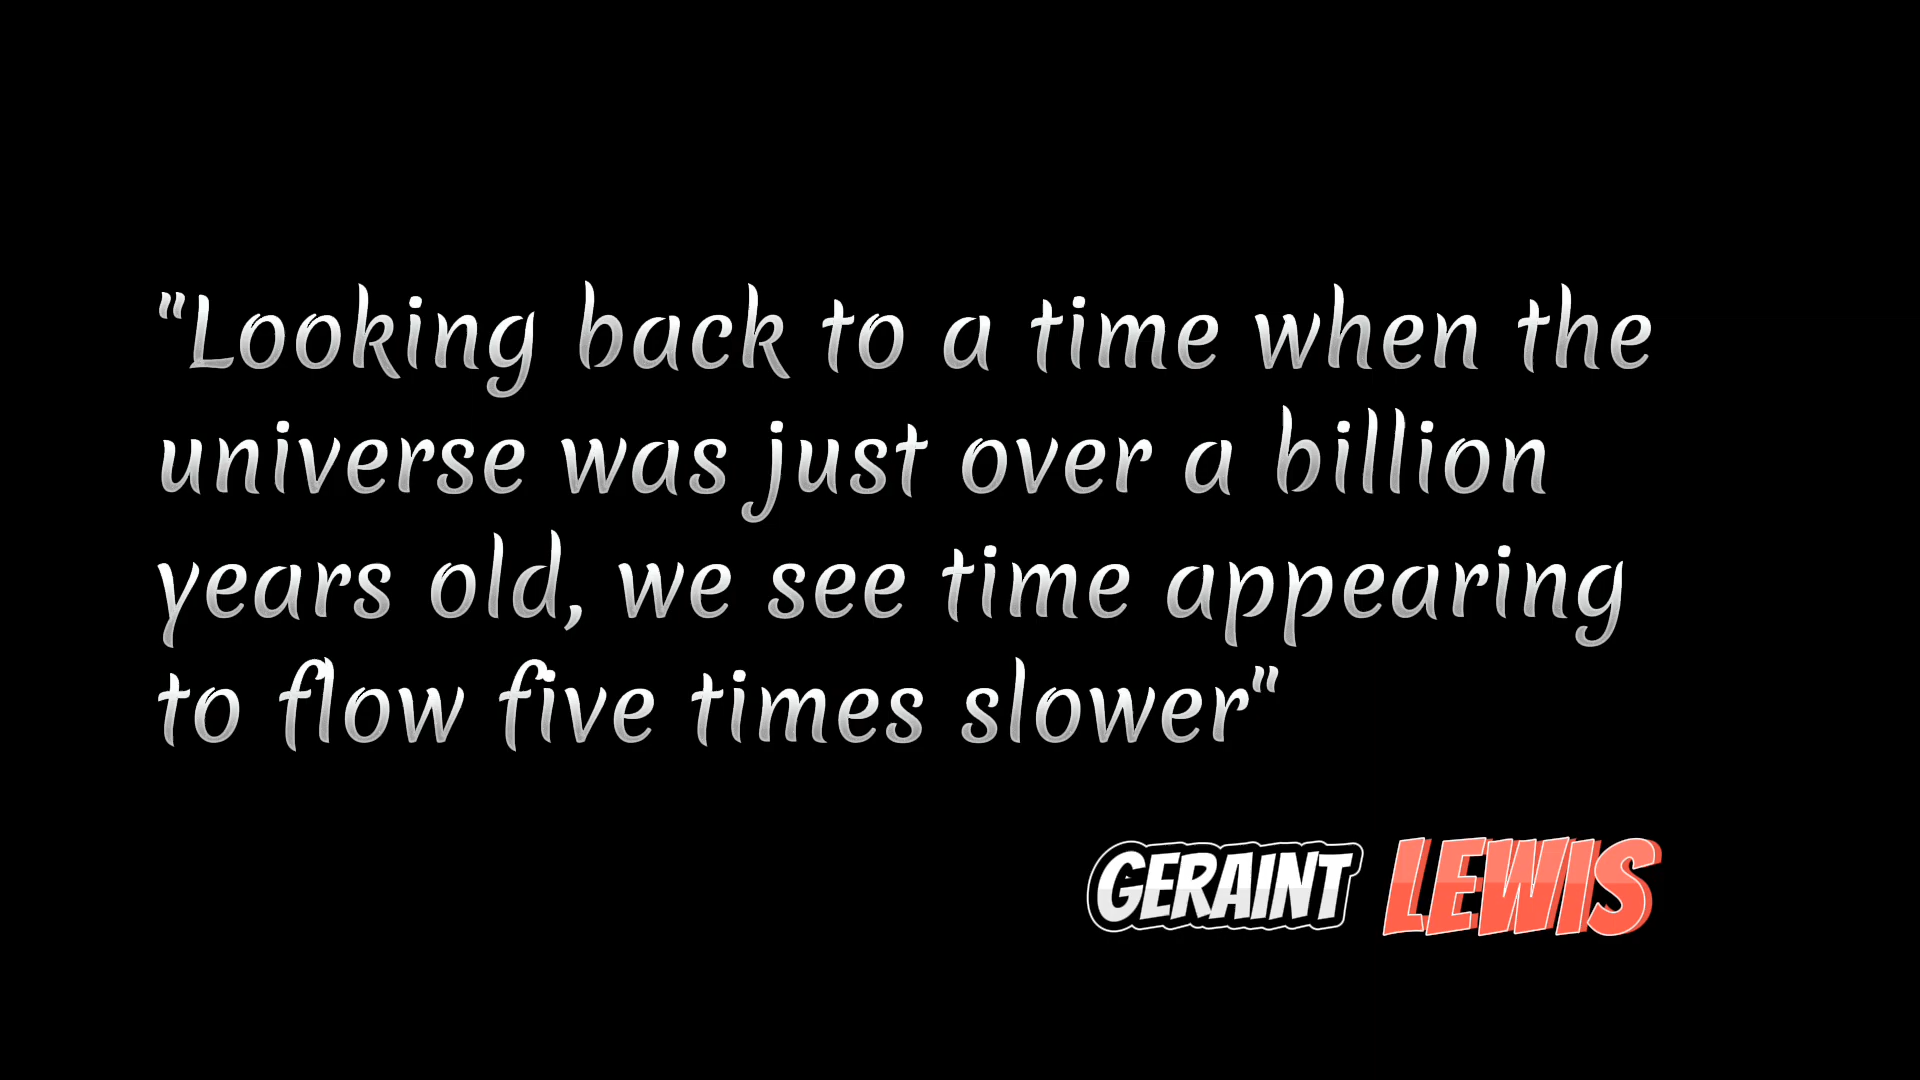 "Looking back to a time when the
universe was just over a billion
years old, we see time appearing
to flow five times slower"
GERAINT LEWIS